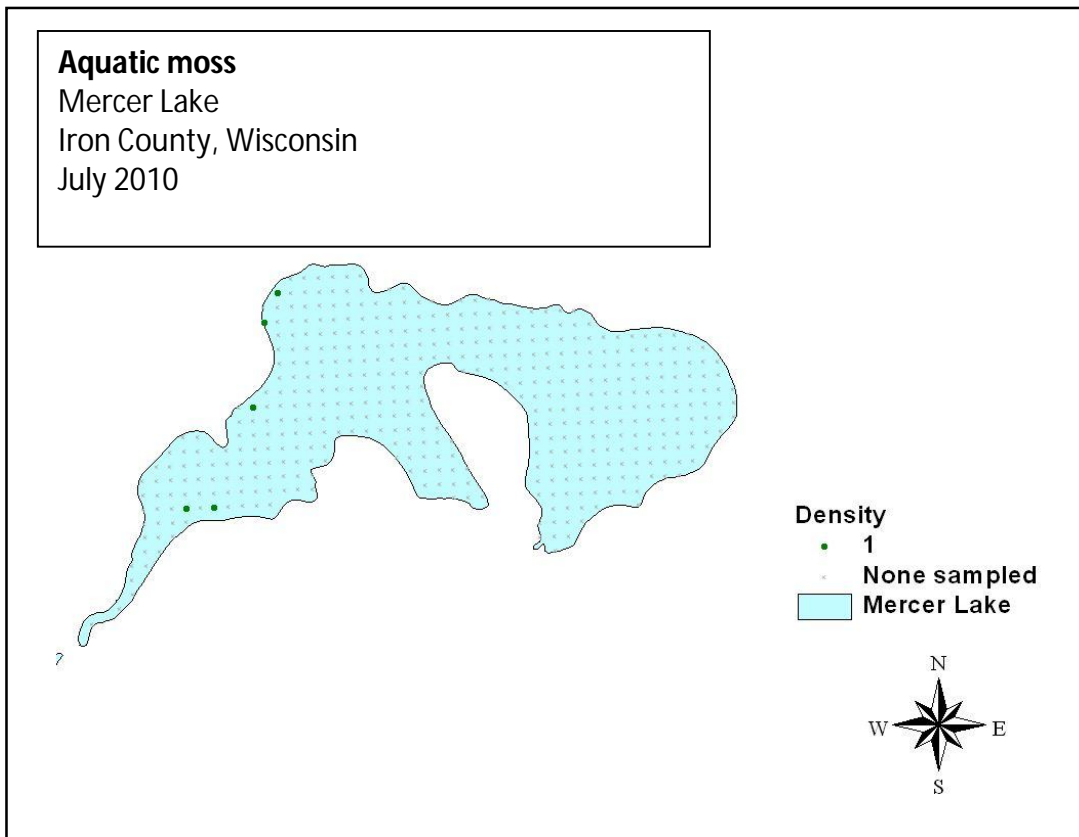 Aquatic moss
Mercer Lake
Iron County, Wisconsin
July 2010
Density
1
None sampled
Mercer Lake
N
W E
S